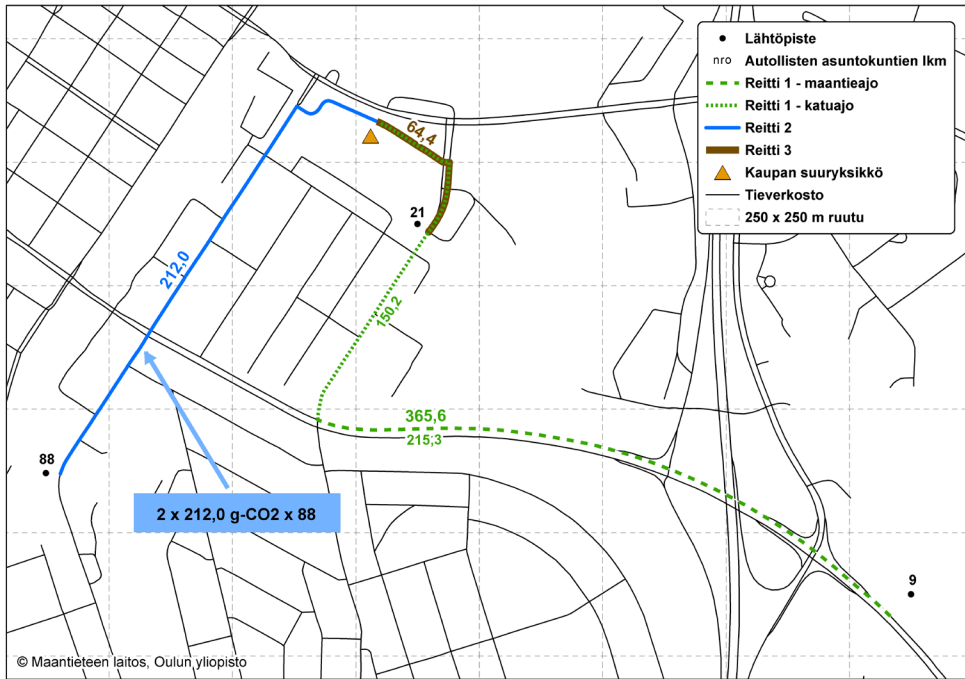 Lähtöpiste
nro Autollisten asuntokuntien lkm
Reitti 1 - maantieajo
Reitti 1 - katuajo
Reitti 2
Reitti 3
Kaupan suuryksikkö
Tieverkosto
250 x 250 m ruutu
64,4
21
212,0
150,2
365,6
215,3
88
2 x 212,0 g-CO2 x 88
9
© Maantieteen laitos, Oulun yliopisto